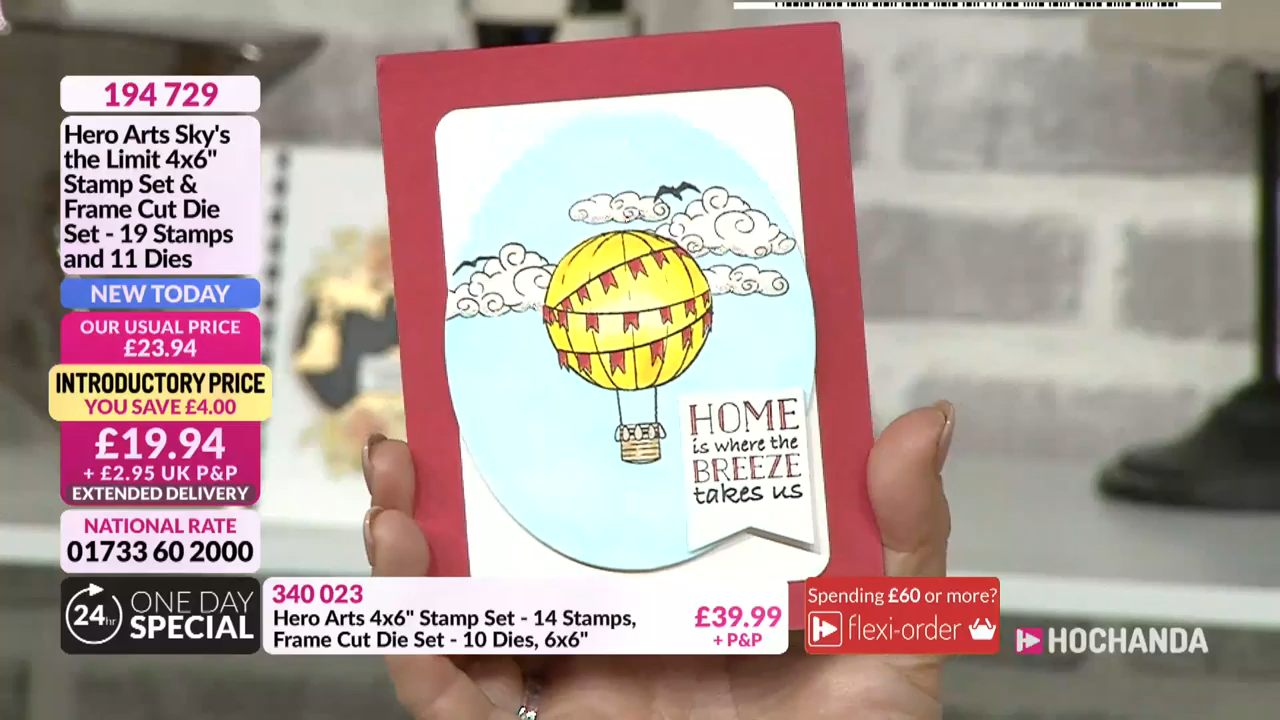 194 729
Hero Arts Sky's
the Limit 4x6"
Stamp Set &
Frame Cut Die
Set - 19 Stamps
and 11 Dies
NEW TODAY
OUR USUAL PRICE
£23.94
INTRODUCTORY PRICE
YOU SAVE £4.00
£19.94
+ £2.95 UK P&P
EXTENDED DELIVERY
NATIONAL RATE
01733 60 2000
HOME
is where the
BREEZE
takes us
24hr
ONE DAY
SPECIAL
340 023
Hero Arts 4x6" Stamp Set - 14 Stamps,
Frame Cut Die Set - 10 Dies, 6x6"
£39.99
+ P&P
Spending £60 or more?
flexi-order
HOCHANDA